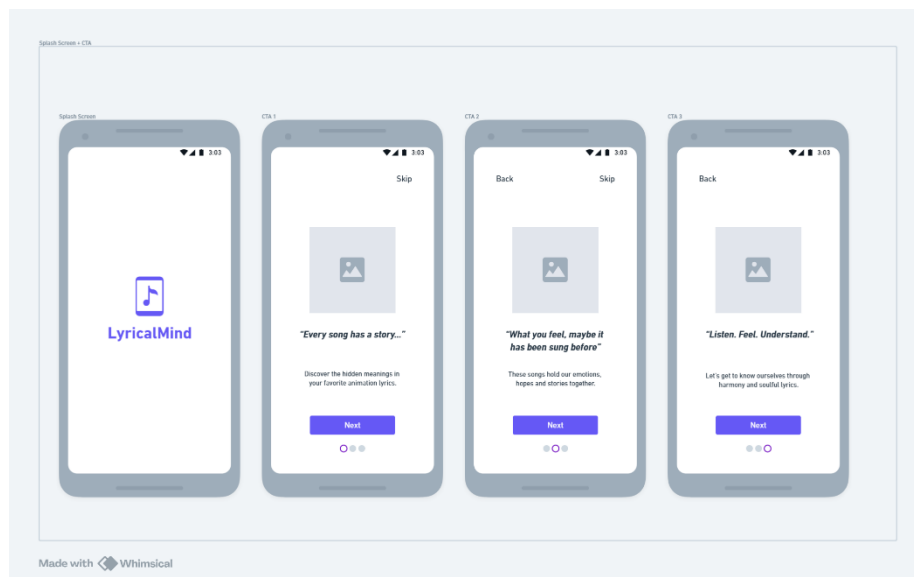 Splash Screen + CTA
Splash Screen
3:03
LyricalMind
CTA 1
3:03
Skip
“Every song has a story...”
Discover the hidden meanings in
your favorite animation lyrics.
Next
CTA 2
3:03
Back Skip
“What you feel, maybe it
has been sung before”
These songs hold our emotions,
hopes and stories together.
Next
CTA 3
3:03
Back
“Listen. Feel. Understand.”
Let's get to know ourselves through
harmony and soulful lyrics.
Next
Made with Whimsical